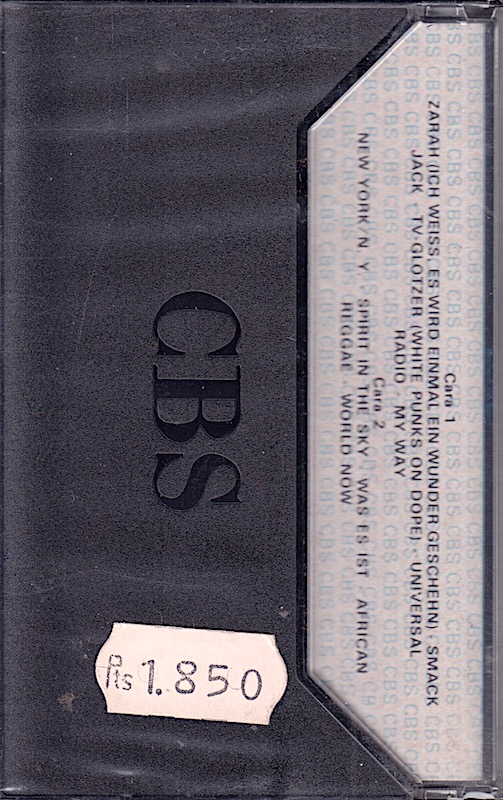 Cara 1
ZARAH (ICH WEISS, ES WIRD EINMAL EIN WUNDER GESCHEHN) · SMACK
JACK · TV-GLOTZER (WHITE PUNKS ON DOPE) · UNIVERSAL
RADIO · MY WAY
Cara 2
NEW YORK/N. Y. · SPIRIT IN THE SKY · WAS ES IST · AFRICAN
REGGAE · WORLD NOW
CBS
Pts 1.850